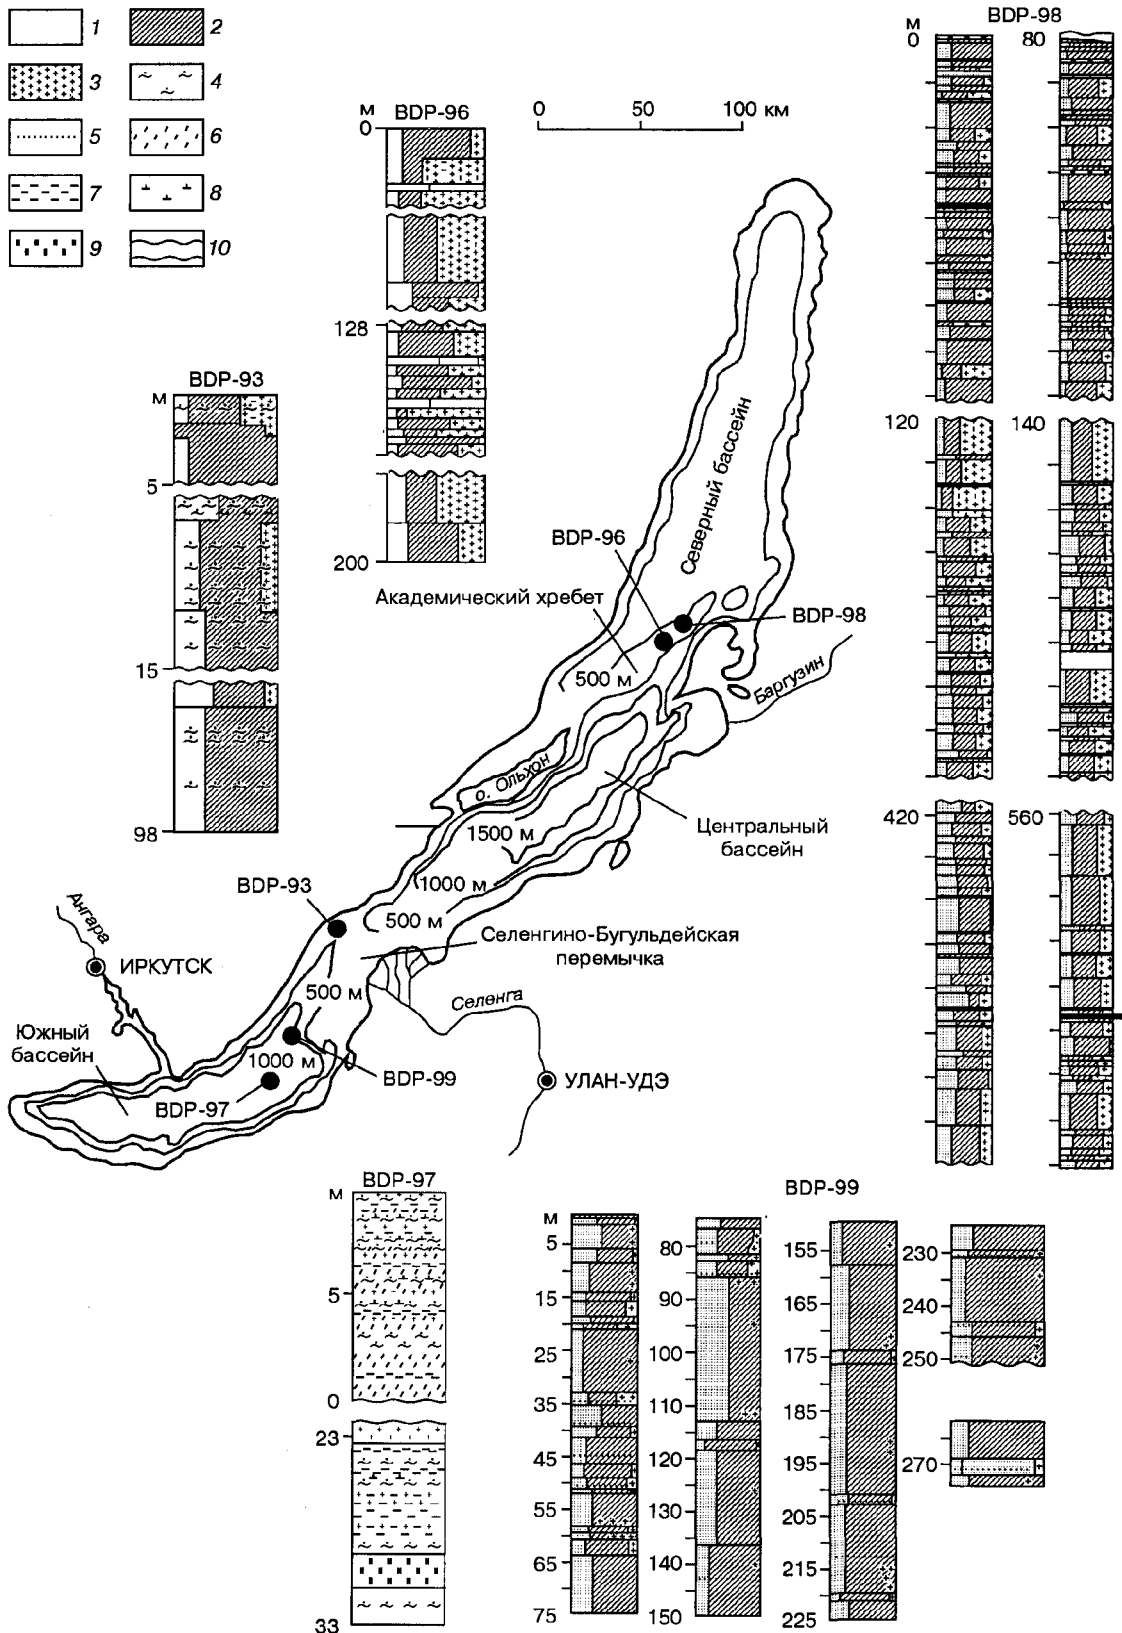 1
2
3
4
5
6
7
8
9
10
м BDP-96
0
128
200
0 50 100 км
BDP-98
м
0
80
120
140
420
560
BDP-93
м
5
15
98
Северный бассейн
BDP-96
Академический хребет
BDP-98
500 м
Баргузин
о. Ольхон
1500 м
Центральный
бассейн
1000 м
BDP-93
500 м
Селенгино-Бугульдейская
перемычка
Ангара
ИРКУТСК
500 м
Селенга
Южный
бассейн
1000 м
BDP-99
УЛАН-УДЭ
BDP-97
BDP-97
м
5
0
23
33
BDP-99
м
5
15
25
35
45
55
65
75
80
90
100
110
120
130
140
150
155
165
175
185
195
205
215
225
230
240
250
270